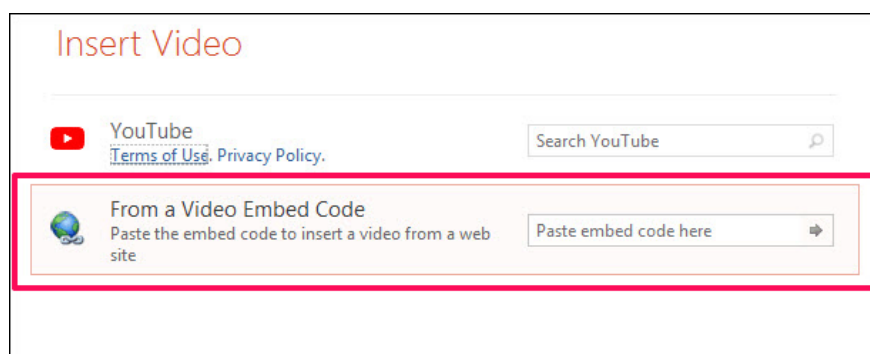 Insert Video
YouTube
Terms of Use. Privacy Policy.
Search YouTube
From a Video Embed Code
Paste the embed code to insert a video from a web
site
Paste embed code here